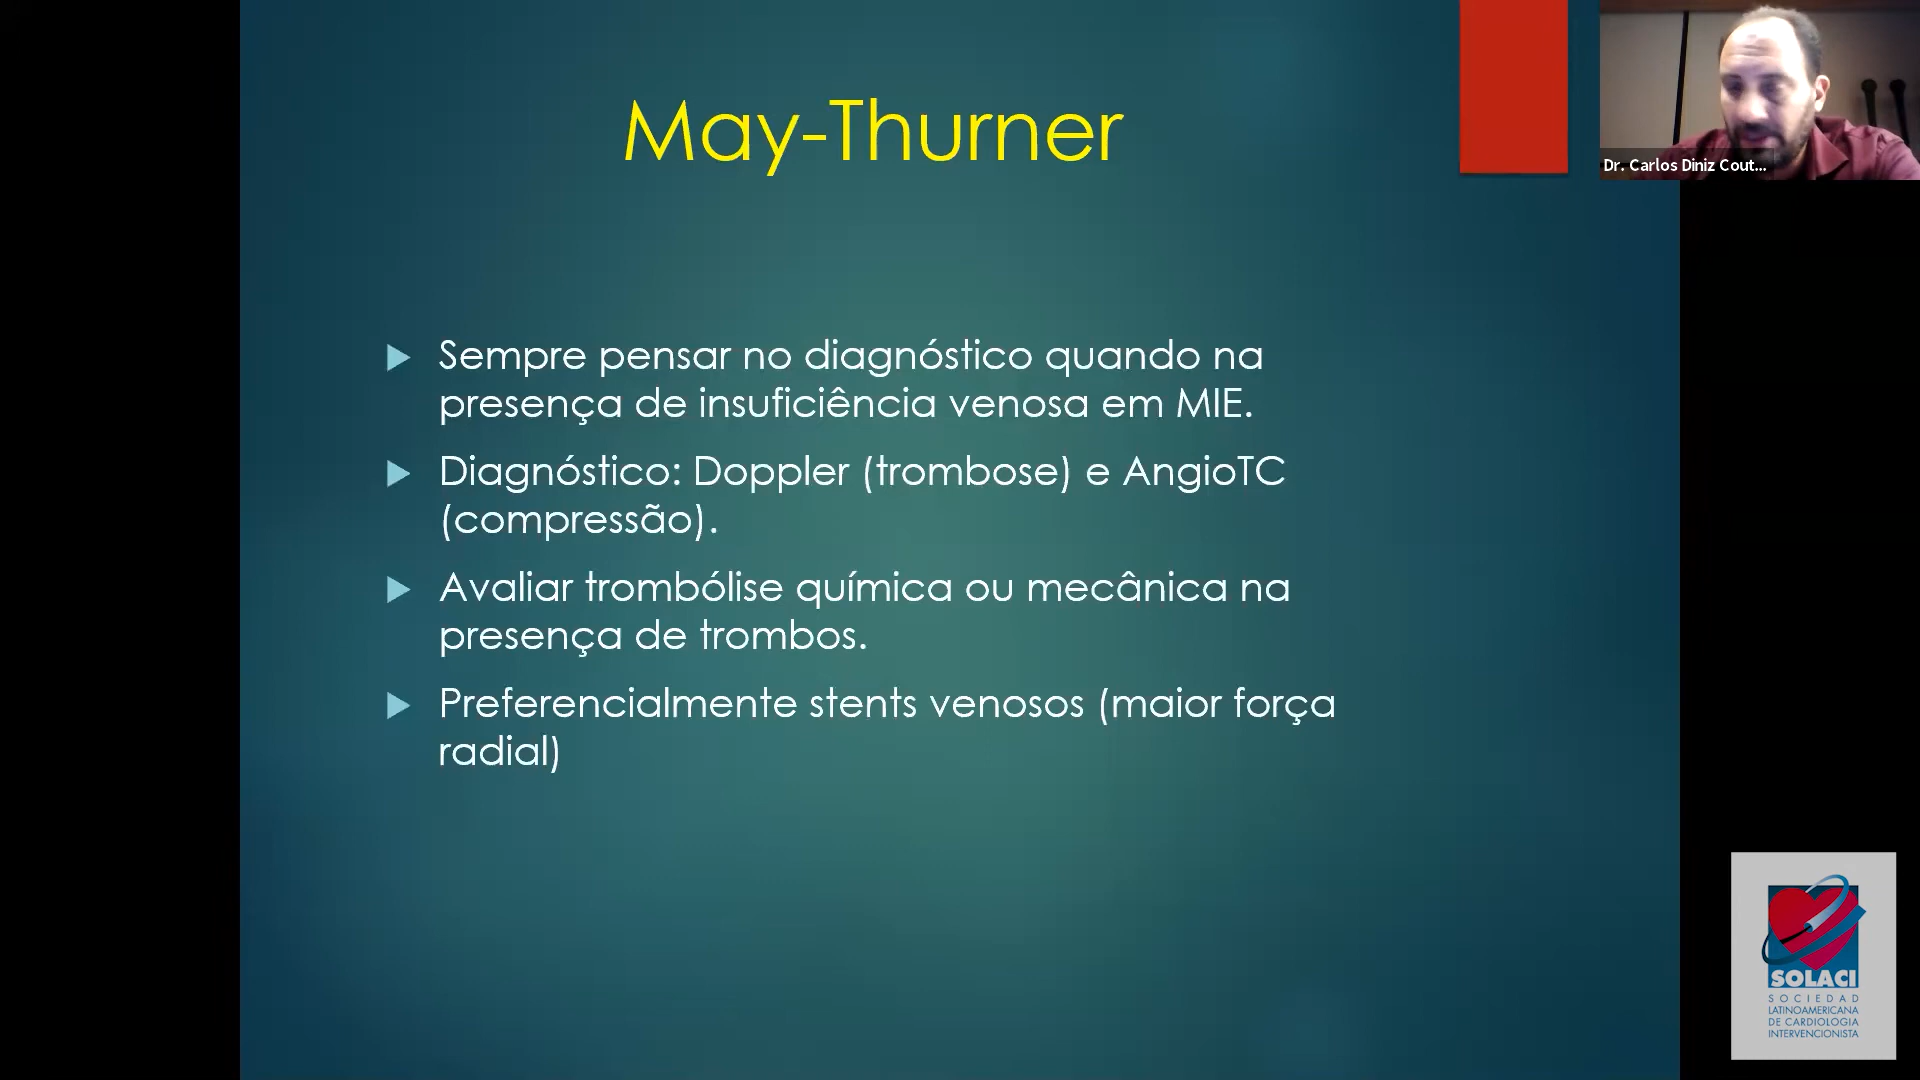 May-Thurner
Dr. Carlos Diniz Cout...
Sempre pensar no diagnóstico quando na
presença de insuficiência venosa em MIE.
Diagnóstico: Doppler (trombose) e AngioTC
(compressão).
Avaliar trombólise química ou mecânica na
presença de trombos.
Preferencialmente stents venosos (maior força
radial)
SOLACI
SOCIEDAD
LATINOAMERICANA
DE CARDIOLOGIA
INTERVENCIONISTA